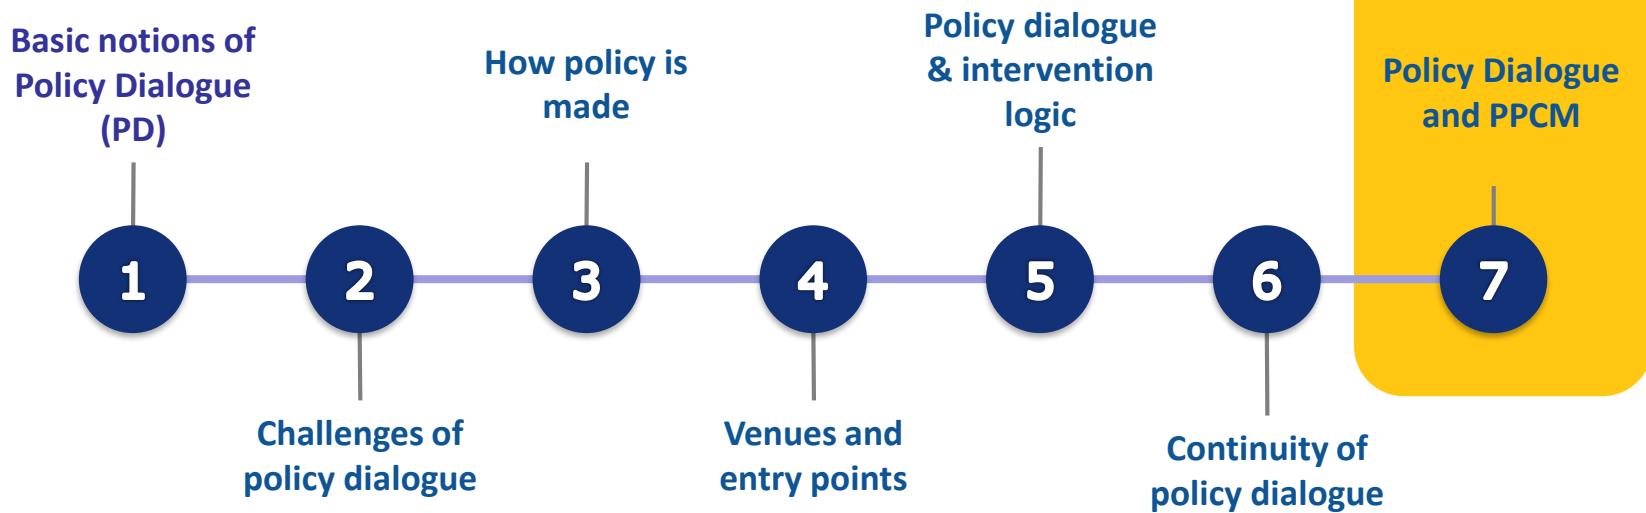 Basic notions of
Policy Dialogue
(PD)
1
Challenges of
policy dialogue
2
How policy is
made
3
Venues and
entry points
4
Policy dialogue
& intervention
logic
5
Continuity of
policy dialogue
6
Policy Dialogue
and PPCM
7